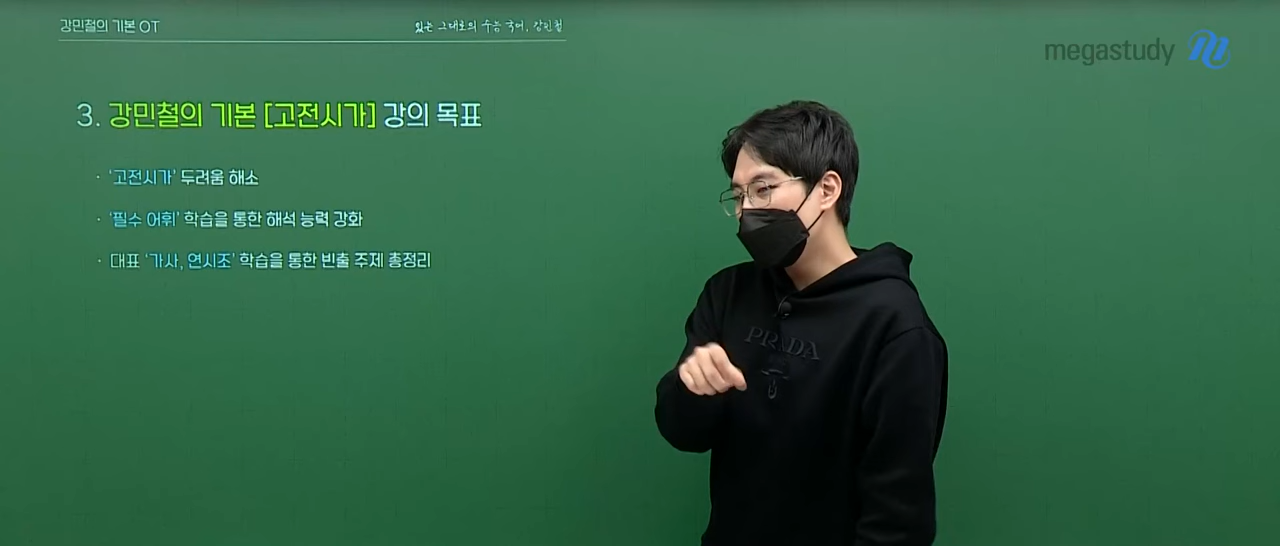 강민철의 기본 OT
있는 그대로의 수능 국어, 강민철
megastudy
3. 강민철의 기본 [고전시가] 강의 목표
· '고전시가' 두려움 해소
· '필수 어휘' 학습을 통한 해석 능력 강화
· 대표 '가사, 연시조' 학습을 통한 빈출 주제 총정리
PRADA